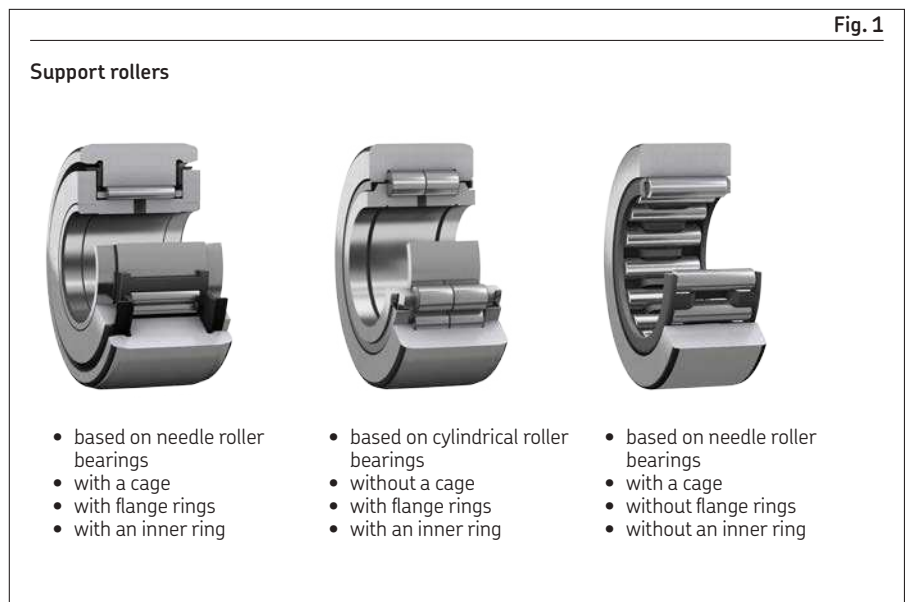 Fig. 1
Support rollers
• based on needle roller
bearings
• with a cage
• with flange rings
• with an inner ring
• based on cylindrical roller
bearings
• without a cage
• with flange rings
• with an inner ring
• based on needle roller
bearings
• with a cage
• without flange rings
• without an inner ring